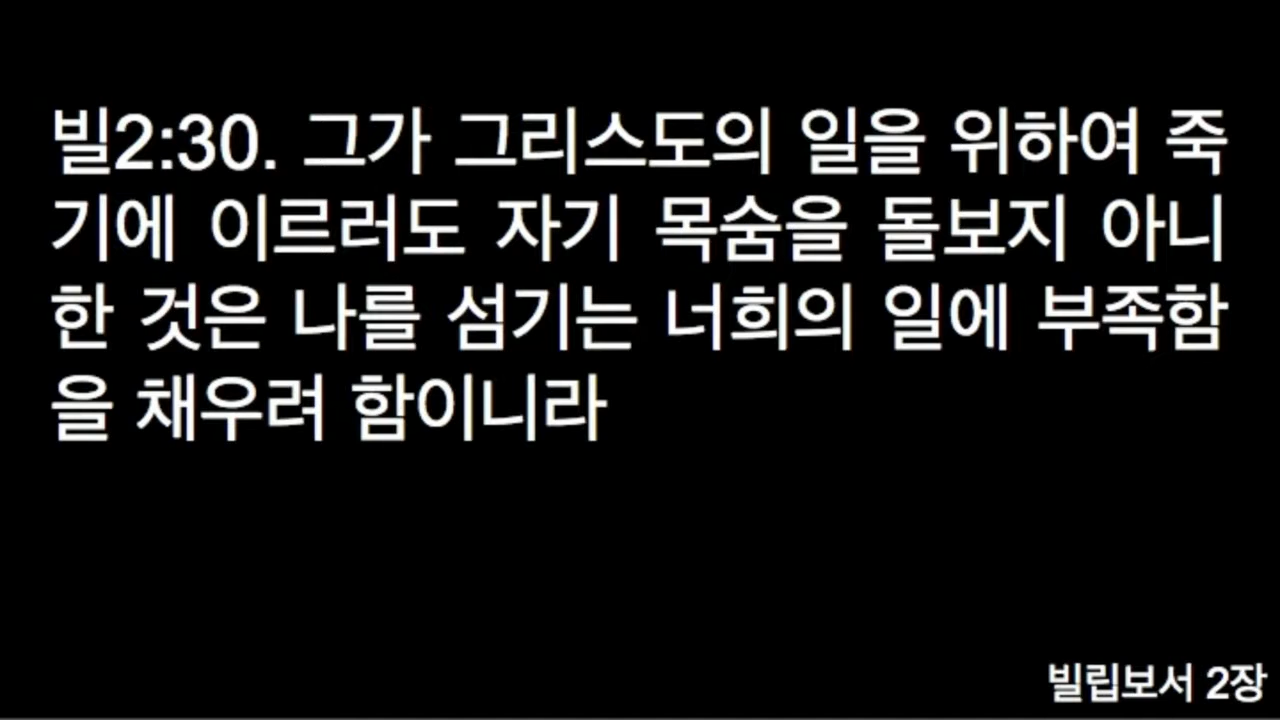 빌2:30. 그가 그리스도의 일을 위하여 죽
기에 이르러도 자기 목숨을 돌보지 아니
한 것은 나를 섬기는 너희의 일에 부족함
을 채우려 함이니라
빌립보서 2장